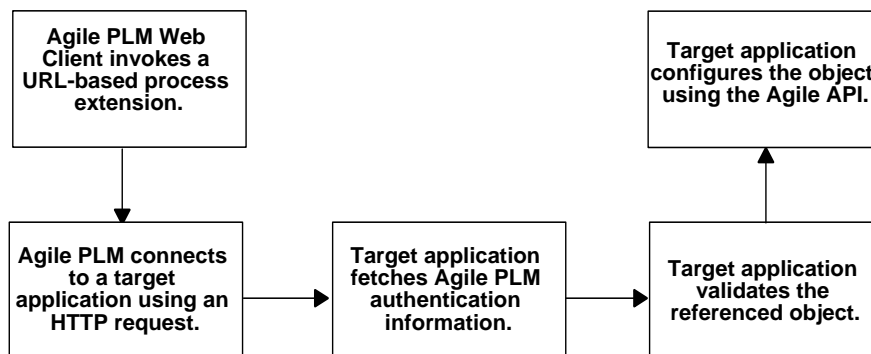 Agile PLM Web
Client invokes a
URL-based process
extension.
Agile PLM connects
to a target
application using an
HTTP request.
Target application
fetches Agile PLM
authentication
information.
Target application
validates the
referenced object.
Target application
configures the object
using the Agile API.